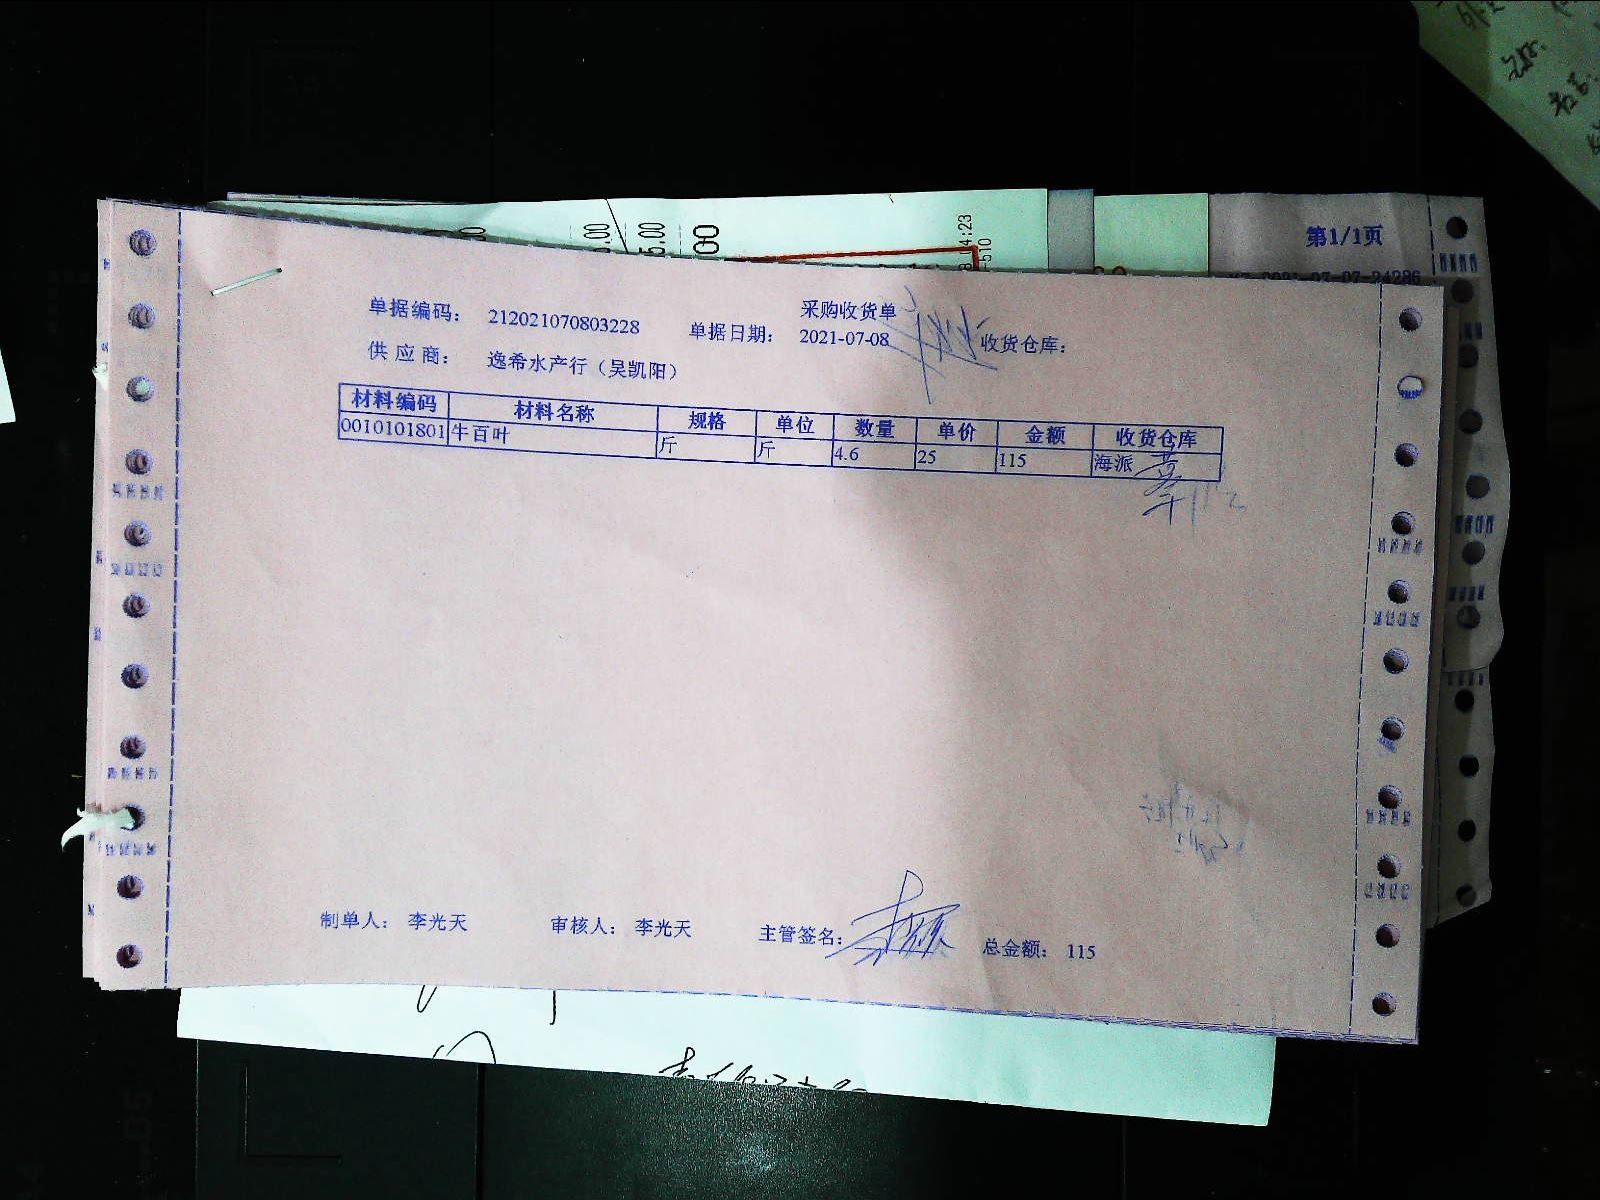 第1/1页
采购收货单
单据编码： 212021070803228 单据日期： 2021-07-08 收货仓库：
供 应 商： 逸希水产行（吴凯阳）
材料编码 材料名称 规格 单位 数量 单价 金额 收货仓库
0010101801 牛百叶 斤 斤 4.6 25 115 海派
制单人： 李光天 审核人： 李光天 主管签名： 总金额： 115